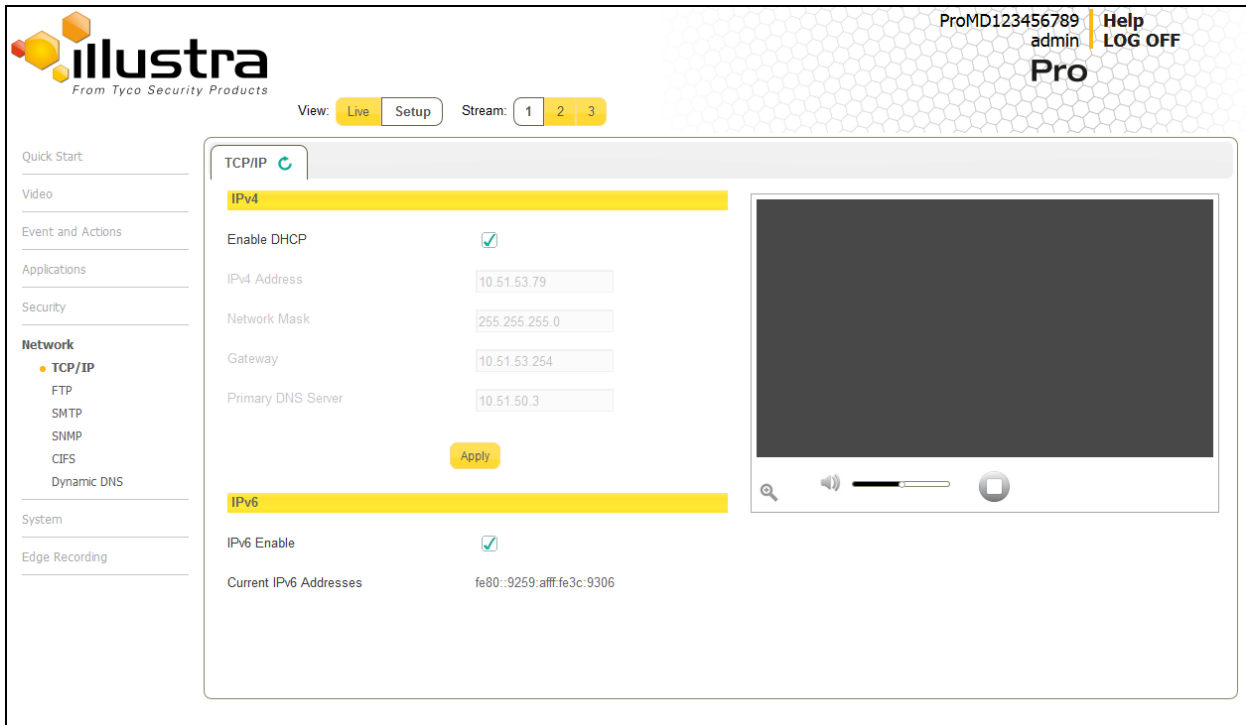 illustra
From Tyco Security Products
ProMD123456789 Help
admin LOG OFF
Pro
View: Live Setup Stream: 1 2 3
Quick Start
Video
Event and Actions
Applications
Security
Network
TCP/IP
FTP
SMTP
SNMP
CIFS
Dynamic DNS
System
Edge Recording
TCP/IP
IPv4
Enable DHCP
IPv4 Address 10.51.53.79
Network Mask 255.255.255.0
Gateway 10.51.53.254
Primary DNS Server 10.51.50.3
Apply
IPv6
IPv6 Enable
Current IPv6 Addresses fe80::9259:afff:fe3c:9306